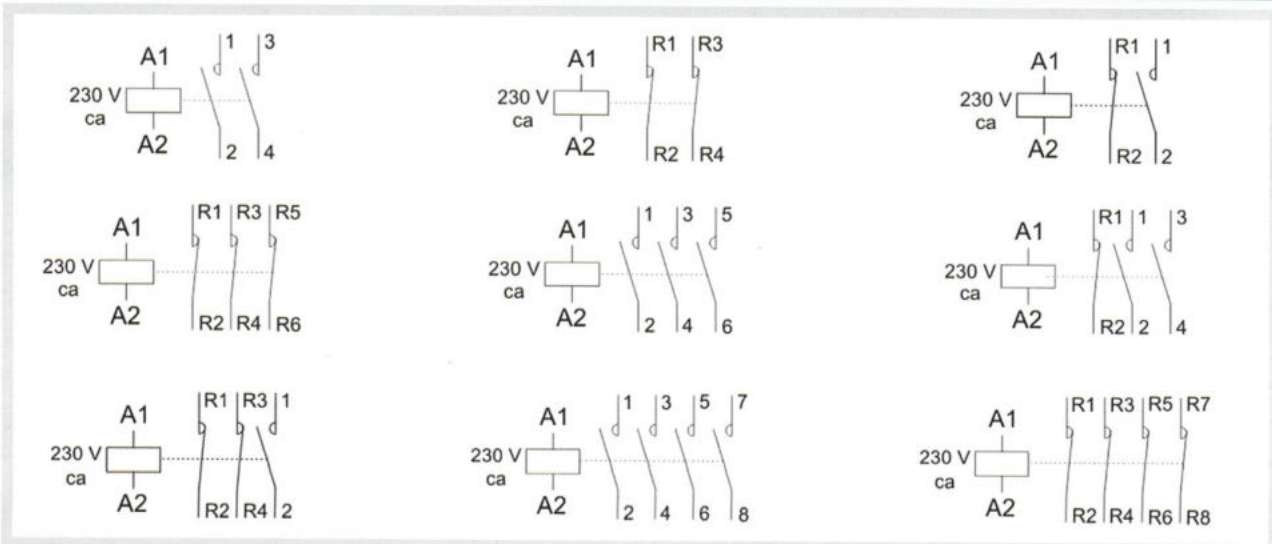 1 3
A1
230 V
ca
A2
2 4
R1 R3
A1
230 V
ca
A2
R2 R4
R1 1
A1
230 V
ca
A2
R2 2
R1 R3 R5
A1
230 V
ca
A2
R2 R4 R6
1 3 5
A1
230 V
ca
A2
2 4 6
R1 1 3
A1
230 V
ca
A2
R2 2 4
R1 R3 1
A1
230 V
ca
A2
R2 R4 2
1 3 5 7
A1
230 V
ca
A2
2 4 6 8
R1 R3 R5 R7
A1
230 V
ca
A2
R2 R4 R6 R8